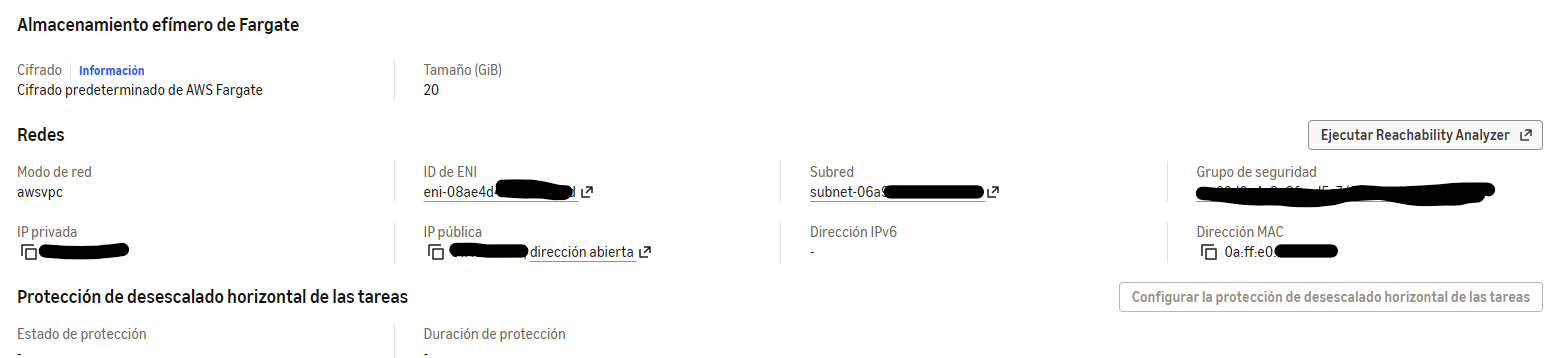 Almacenamiento efímero de Fargate
Cifrado Información
Cifrado predeterminado de AWS Fargate
Tamaño (GiB)
20
Redes
Ejecutar Reachability Analyzer
Modo de red
awsvpc
ID de ENI
eni-08ae4d
Subred
subnet-06a
Grupo de seguridad
IP privada
IP pública
dirección abierta
Dirección IPv6
-
Dirección MAC
0a:ff:e0:
Protección de desescalado horizontal de las tareas
Configurar la protección de desescalado horizontal de las tareas
Estado de protección
-
Duración de protección
-